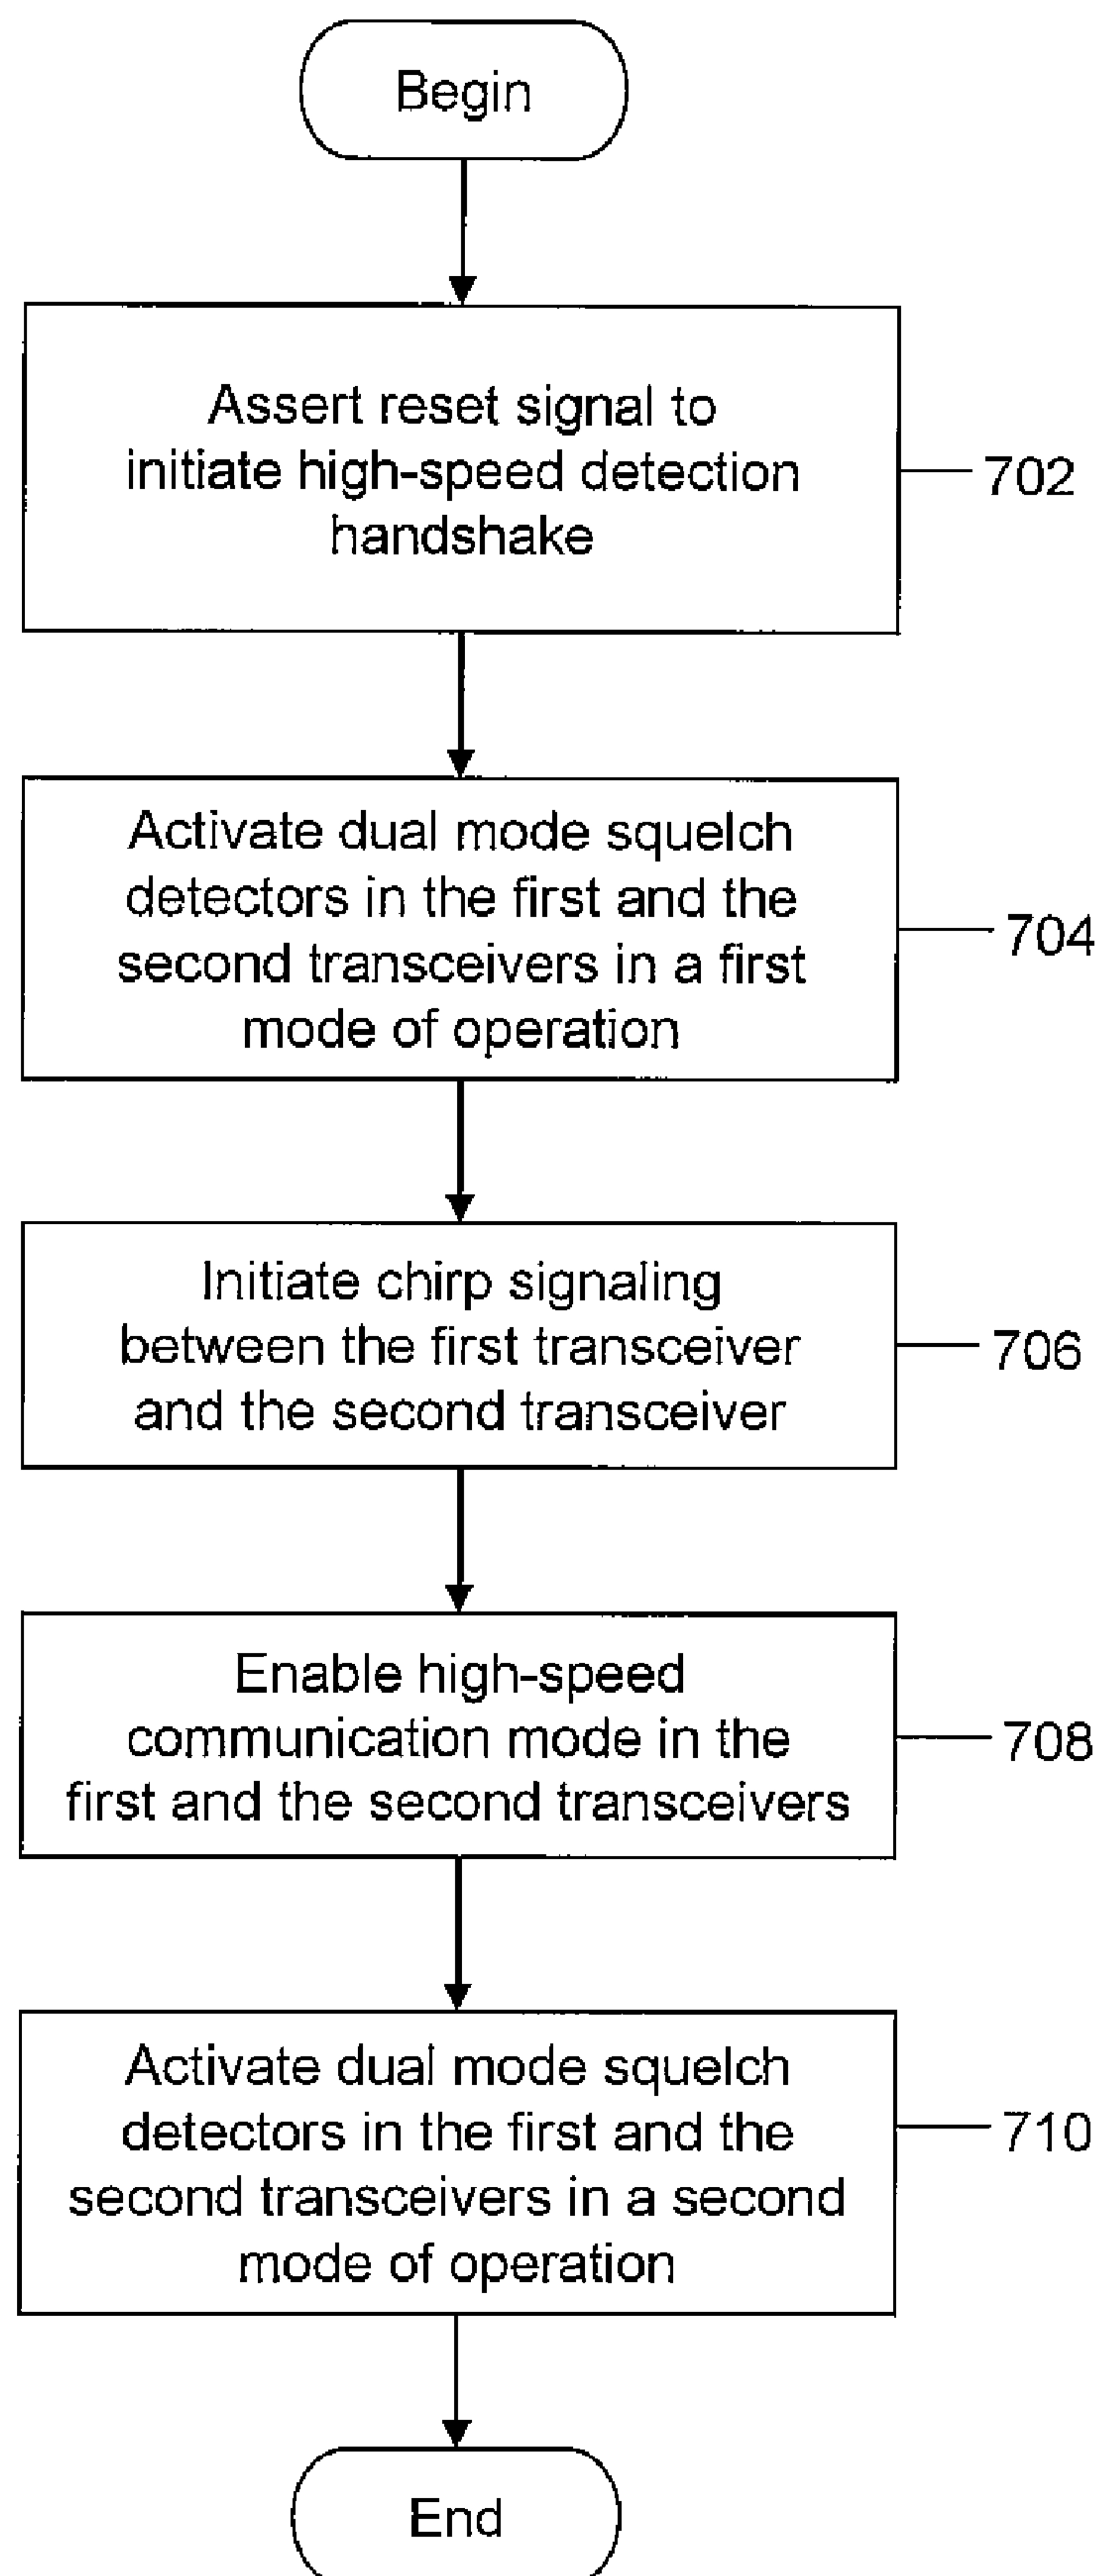 Begin
Assert reset signal to
initiate high-speed detection
handshake
702
Activate dual mode squelch
detectors in the first and the
second transceivers in a first
mode of operation
704
Initiate chirp signaling
between the first transceiver
and the second transceiver
706
Enable high-speed
communication mode in the
first and the second transceivers
708
Activate dual mode squelch
detectors in the first and the
second transceivers in a second
mode of operation
710
End